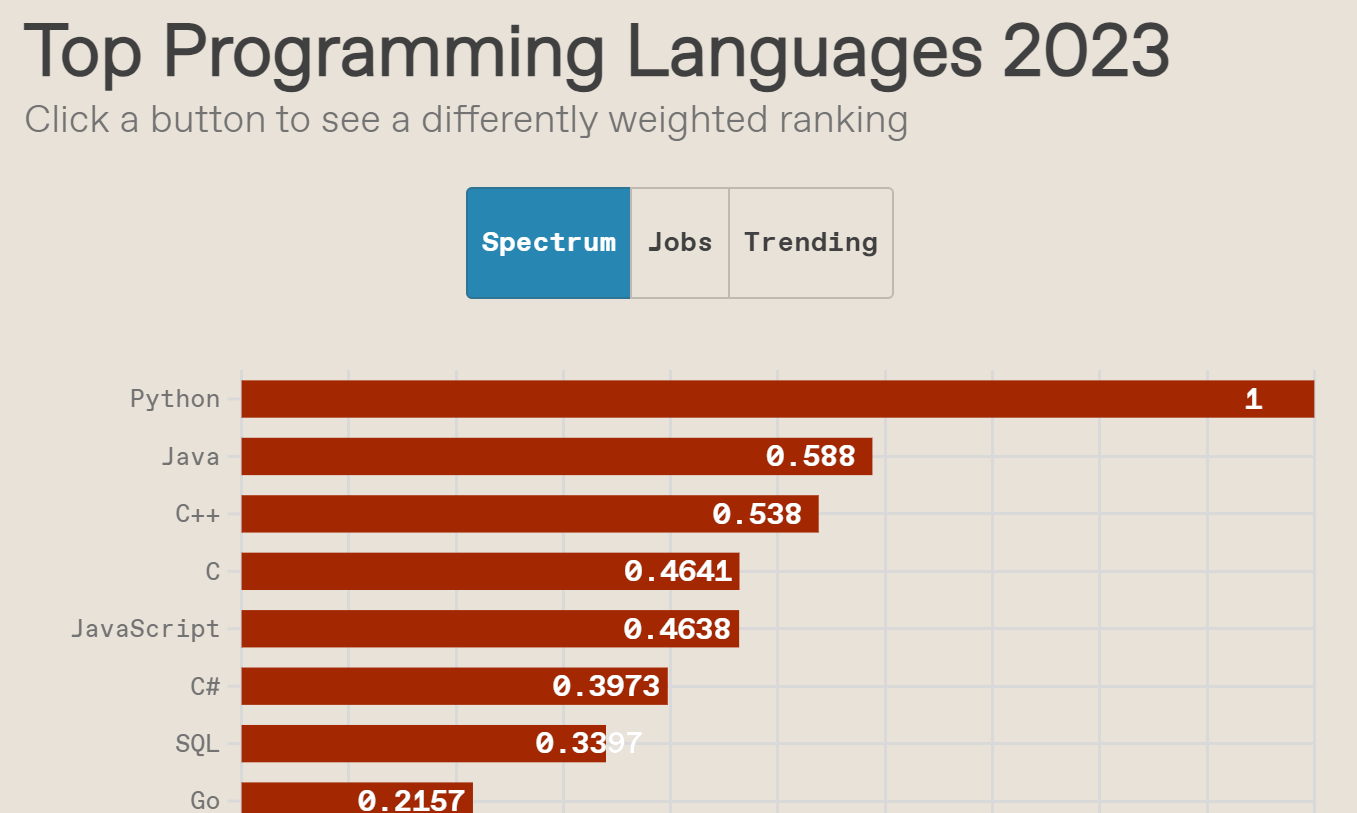 Top Programming Languages 2023
Click a button to see a differently weighted ranking
Spectrum Jobs Trending
Python 1
Java 0.588
C++ 0.538
C 0.4641
JavaScript 0.4638
C# 0.3973
SQL 0.3397
Go 0.2157